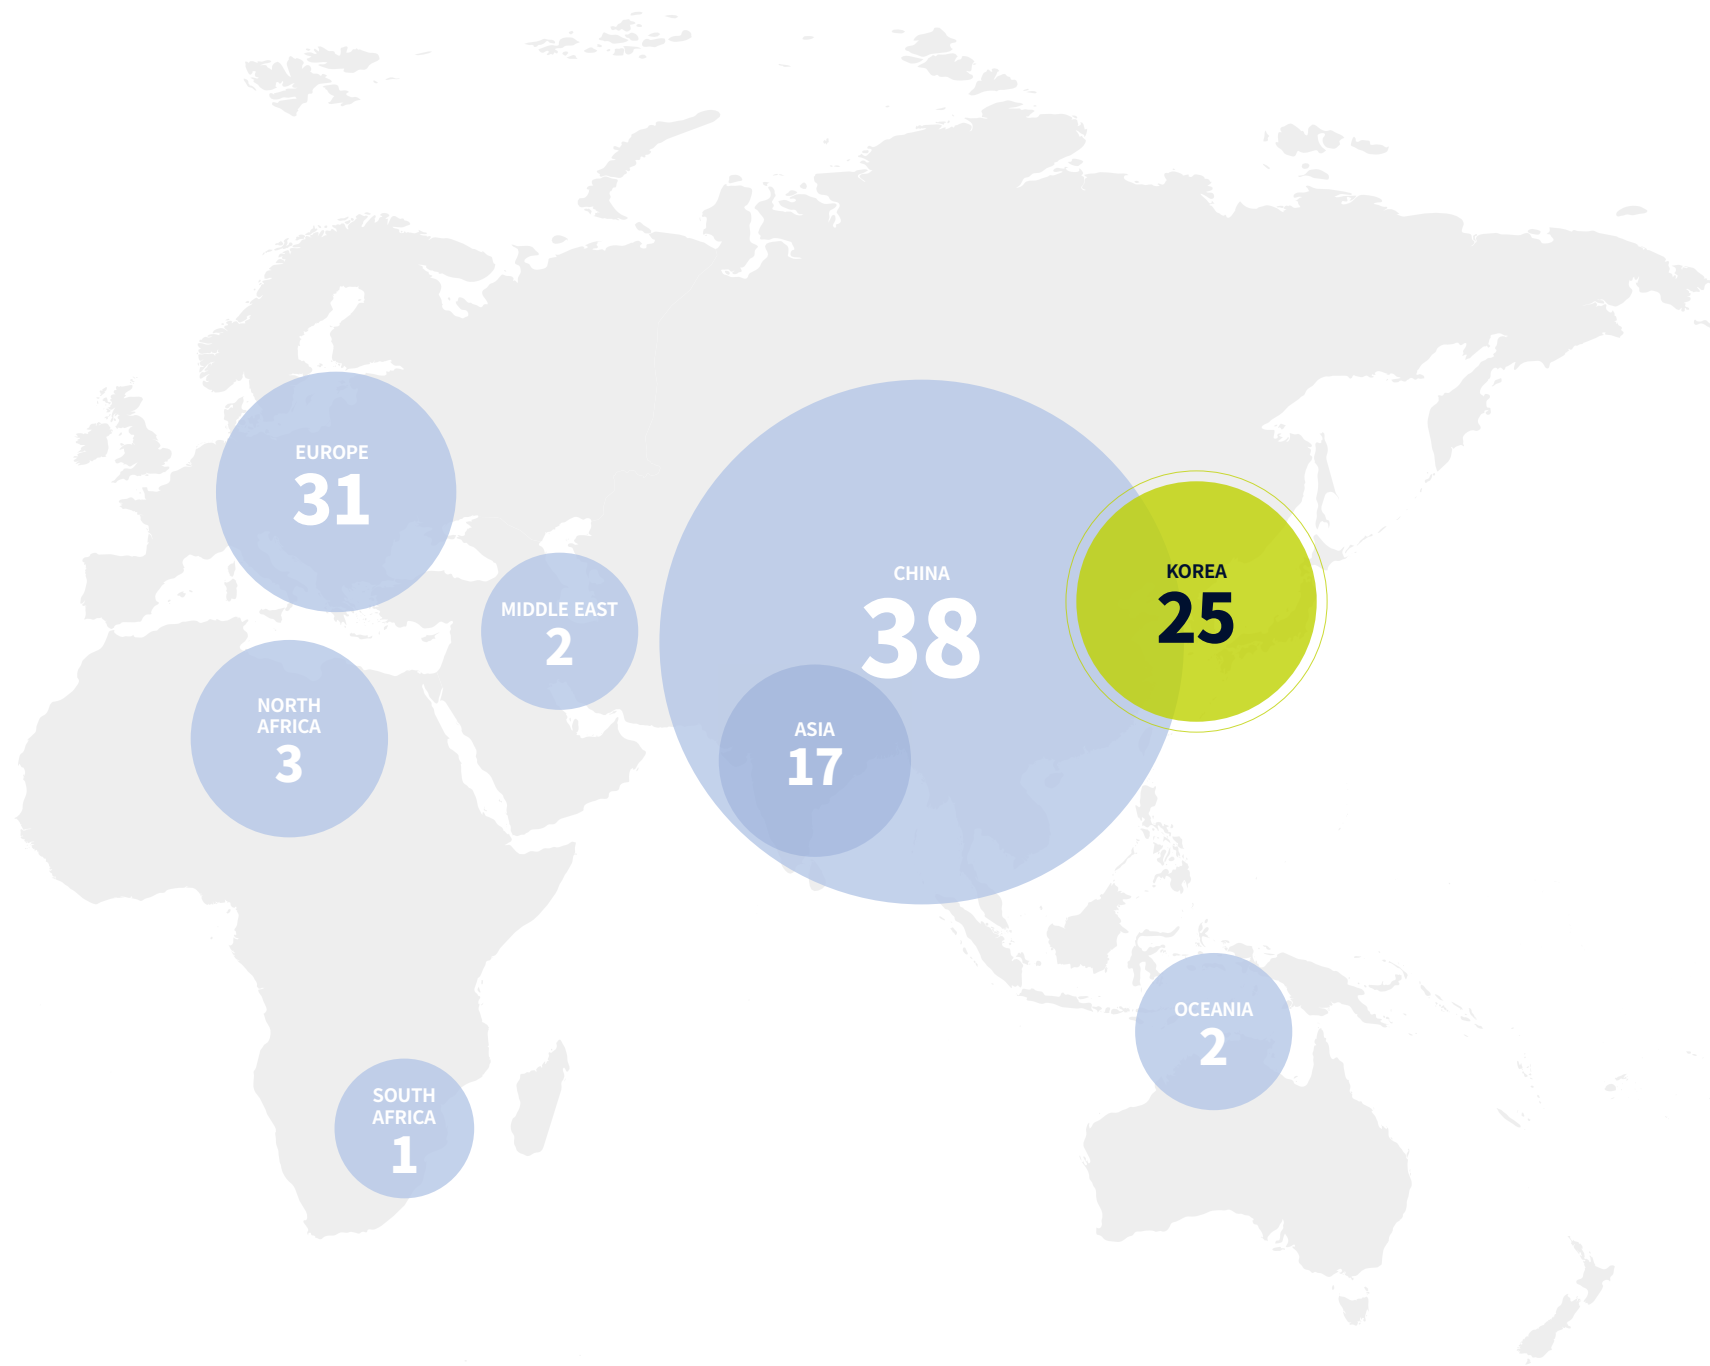 EUROPE
31
CHINA
38
KOREA
25
MIDDLE EAST
2
NORTH
AFRICA
3
ASIA
17
OCEANIA
2
SOUTH
AFRICA
1